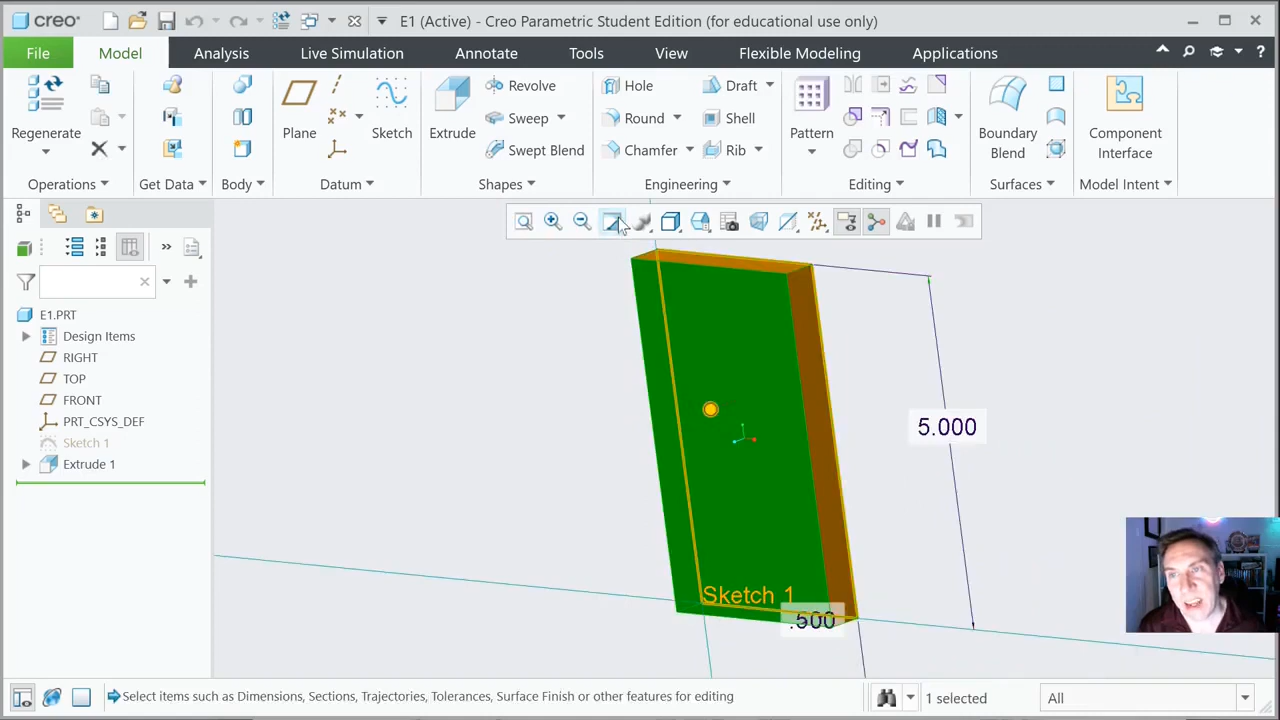 creo
E1 (Active) - Creo Parametric Student Edition (for educational use only)
File
Model
Analysis
Live Simulation
Annotate
Tools
View
Flexible Modeling
Applications
Regenerate
Plane
Sketch
Extrude
Revolve
Sweep
Swept Blend
Hole
Round
Chamfer
Draft
Shell
Rib
Pattern
Boundary
Blend
Component
Interface
Operations
Get Data
Body
Datum
Shapes
Engineering
Editing
Surfaces
Model Intent
E1.PRT
Design Items
RIGHT
TOP
FRONT
PRT_CSYS_DEF
Sketch 1
Extrude 1
5.000
Sketch 1
.500
Select items such as Dimensions, Sections, Trajectories, Tolerances, Surface Finish or other features for editing
1 selected
All